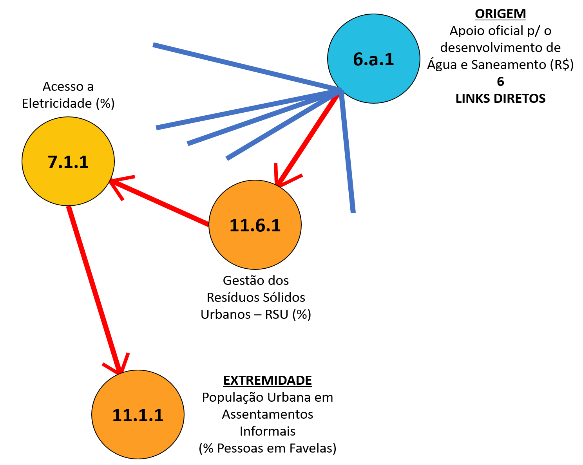 ORIGEM
Apoio oficial p/ o
desenvolvimento de
Água e Saneamento (R$)
6
LINKS DIRETOS
6.a.1
Acesso a
Eletricidade (%)
7.1.1
11.6.1
Gestão dos
Resíduos Sólidos
Urbanos – RSU (%)
11.1.1
EXTREMIDADE
População Urbana em
Assentamentos
Informais
(% Pessoas em Favelas)